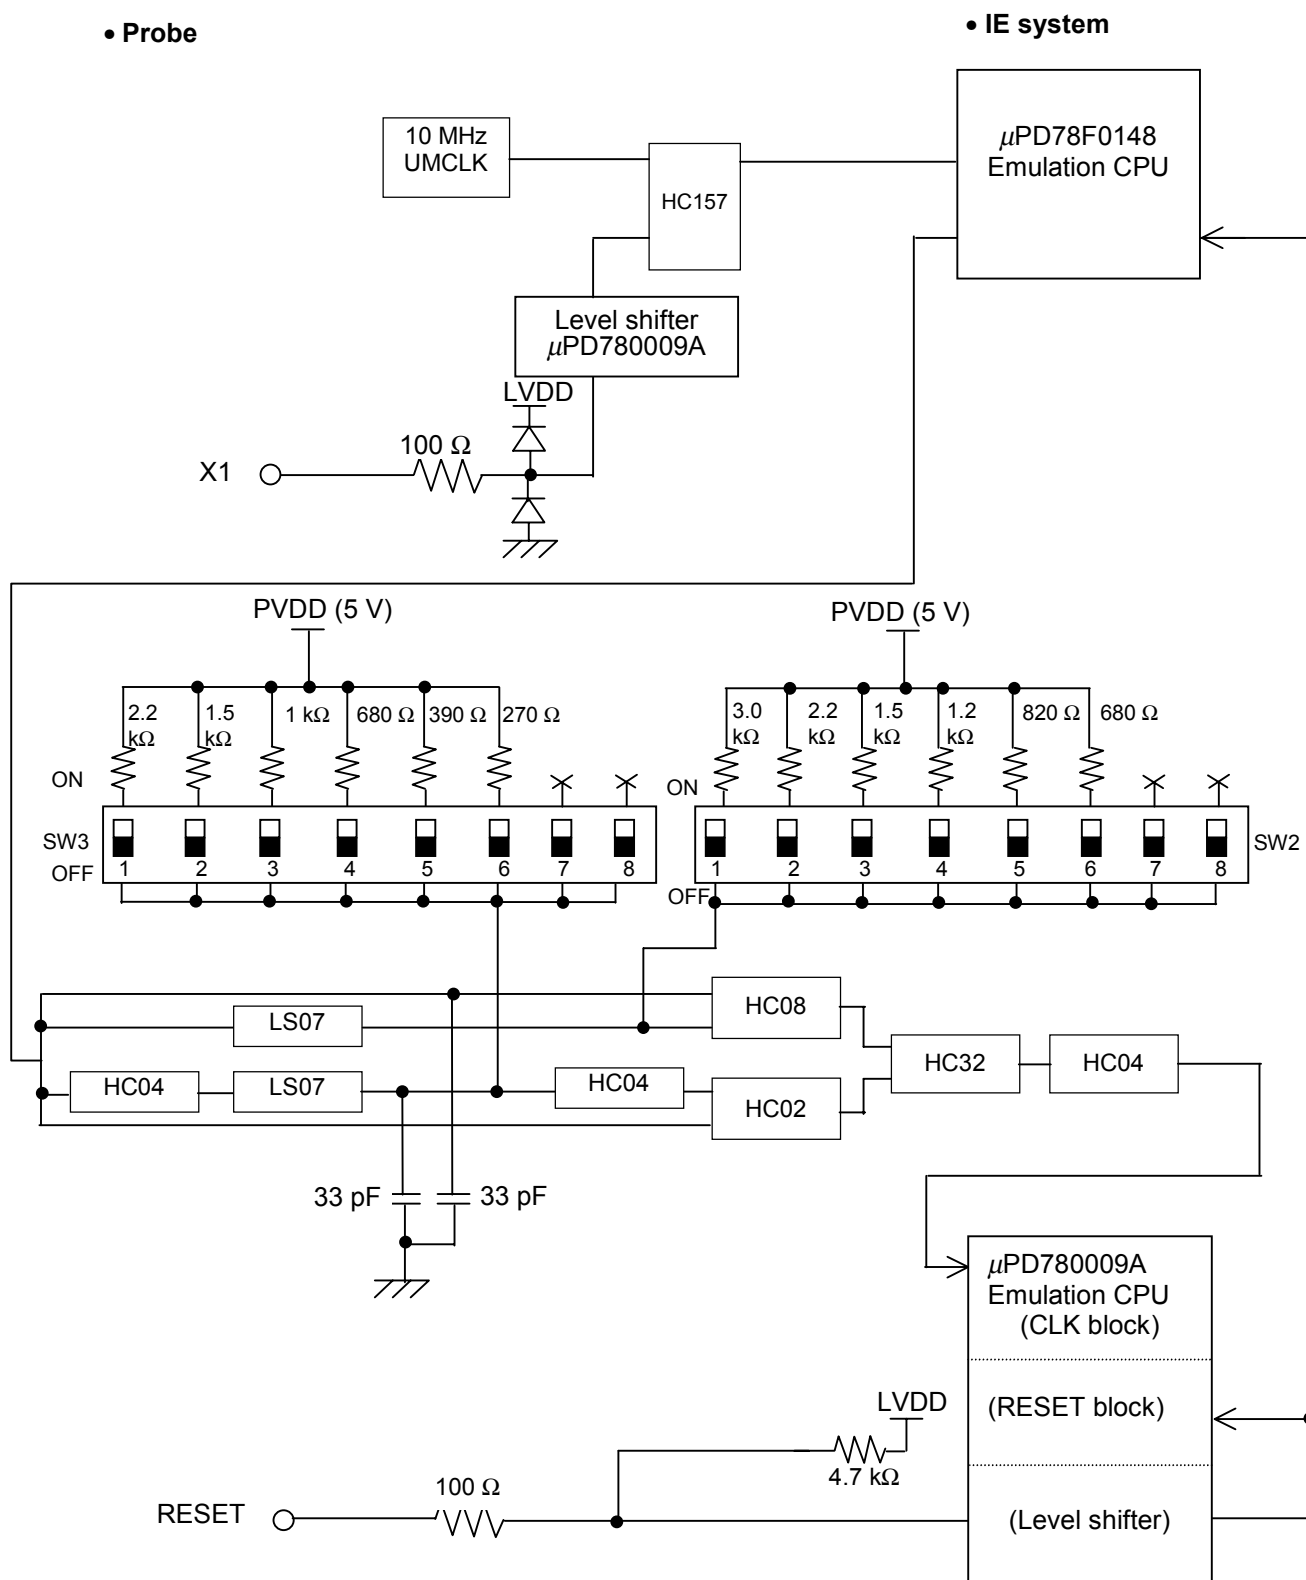 • Probe
• IE system
10 MHz
UMCLK
HC157
μPD78F0148
Emulation CPU
Level shifter
μPD780009A
LVDD
100 Ω
X1
PVDD (5 V)
PVDD (5 V)
2.2
kΩ
1.5
kΩ
1 kΩ
680 Ω
390 Ω
270 Ω
3.0
kΩ
2.2
kΩ
1.5
kΩ
1.2
kΩ
820 Ω
680 Ω
ON
ON
SW3
SW2
OFF
1 2 3 4 5 6 7 8
OFF
1 2 3 4 5 6 7 8
HC08
LS07
HC32
HC04
HC04
LS07
HC04
HC02
33 pF
33 pF
μPD780009A
Emulation CPU
(CLK block)
(RESET block)
LVDD
4.7 kΩ
100 Ω
RESET
(Level shifter)